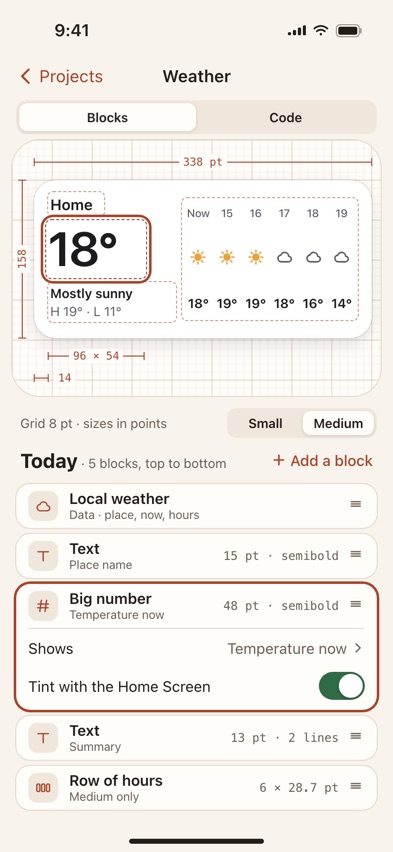 9:41
Projects
Weather
Blocks
Code
338 pt
158
Home
18°
Mostly sunny
H 19° · L 11°
Now 15 16 17 18 19
18° 19° 19° 18° 16° 14°
96 × 54
14
Grid 8 pt · sizes in points
Small
Medium
Today · 5 blocks, top to bottom
+ Add a block
Local weather
Data · place, now, hours
Text
Place name
15 pt · semibold
Big number
Temperature now
48 pt · semibold
Shows
Temperature now
Tint with the Home Screen
Text
Summary
13 pt · 2 lines
Row of hours
Medium only
6 × 28.7 pt